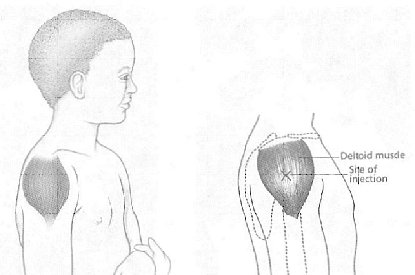 Deltoid muscle
Site of
injection